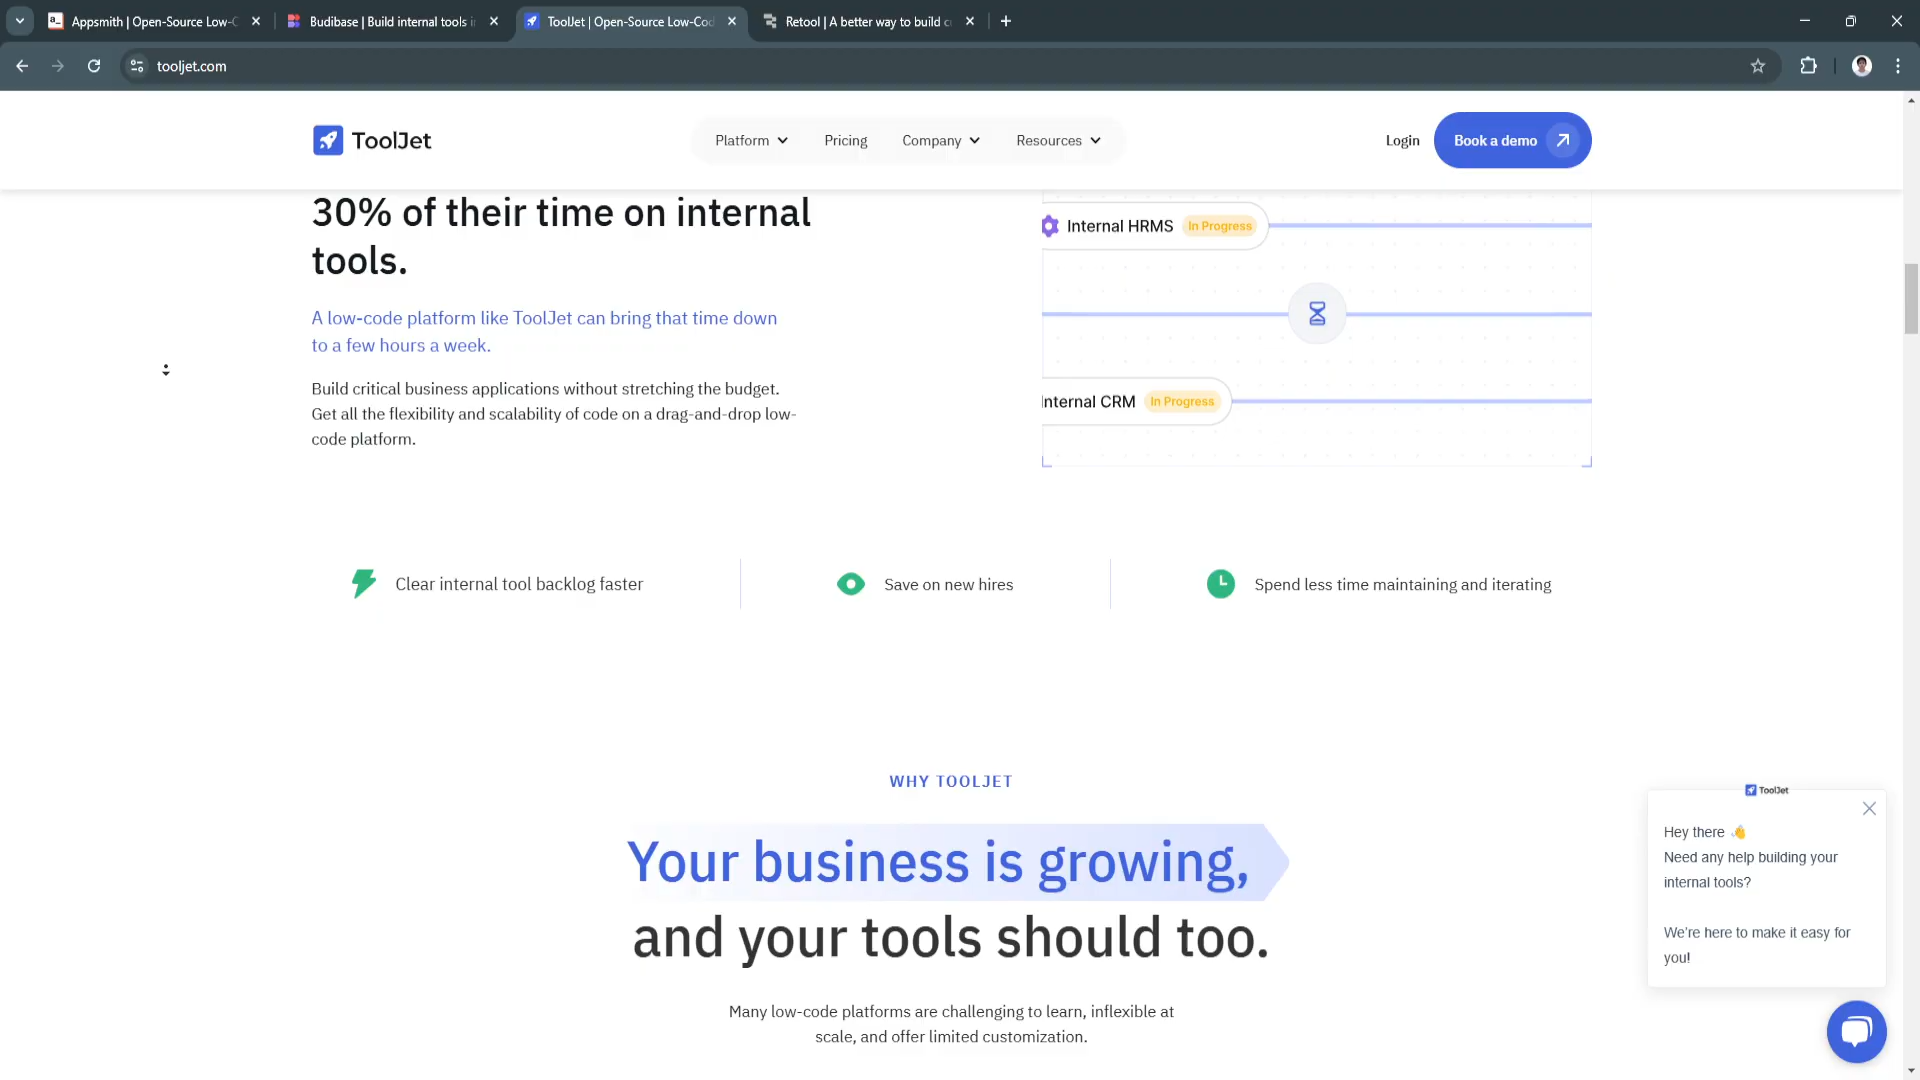 Appsmith | Open-Source Low-C
Budibase | Build internal tools i
ToolJet | Open-Source Low-Cod
Retool | A better way to build c
tooljet.com
ToolJet
Platform
Pricing
Company
Resources
Login
Book a demo
30% of their time on internal
tools.
A low-code platform like ToolJet can bring that time down
to a few hours a week.
Build critical business applications without stretching the budget.
Get all the flexibility and scalability of code on a drag-and-drop low-
code platform.
Internal HRMS In Progress
Internal CRM In Progress
Clear internal tool backlog faster
Save on new hires
Spend less time maintaining and iterating
WHY TOOLJET
Your business is growing,
and your tools should too.
Many low-code platforms are challenging to learn, inflexible at
scale, and offer limited customization.
ToolJet
Hey there 👋
Need any help building your
internal tools?
We're here to make it easy for
you!